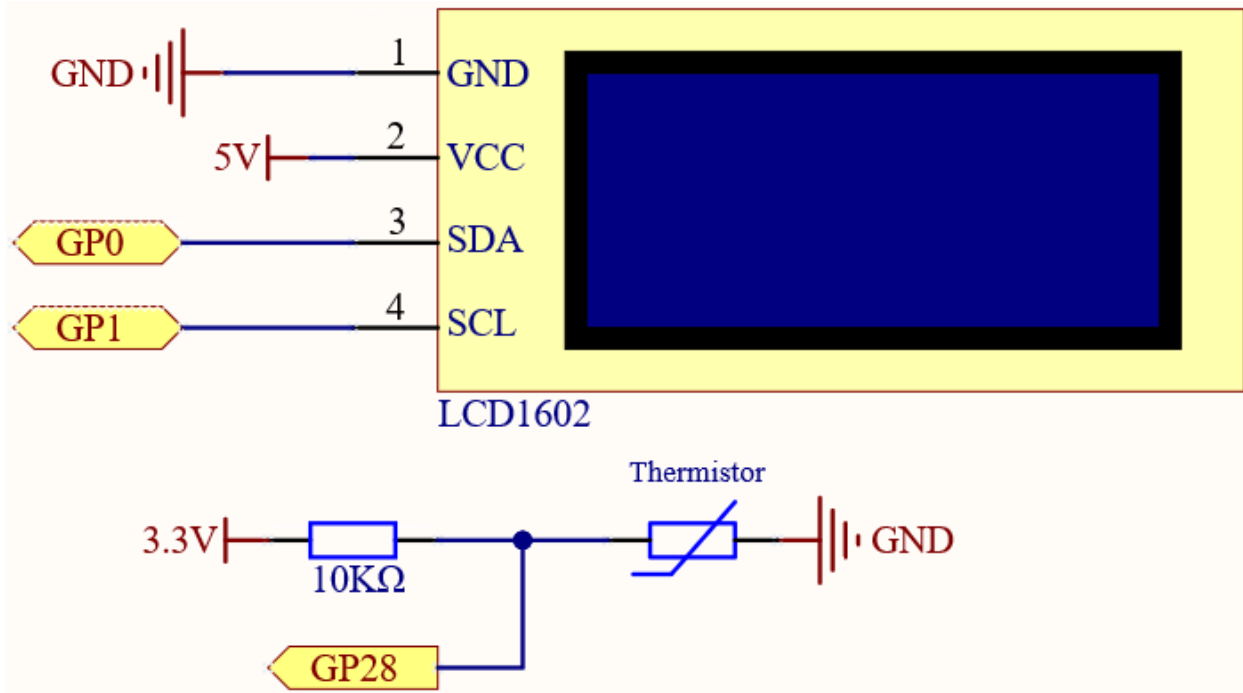 GND
1
GND
5V
2
VCC
GP0
3
SDA
GP1
4
SCL
LCD1602
Thermistor
3.3V
10KΩ
GND
GP28